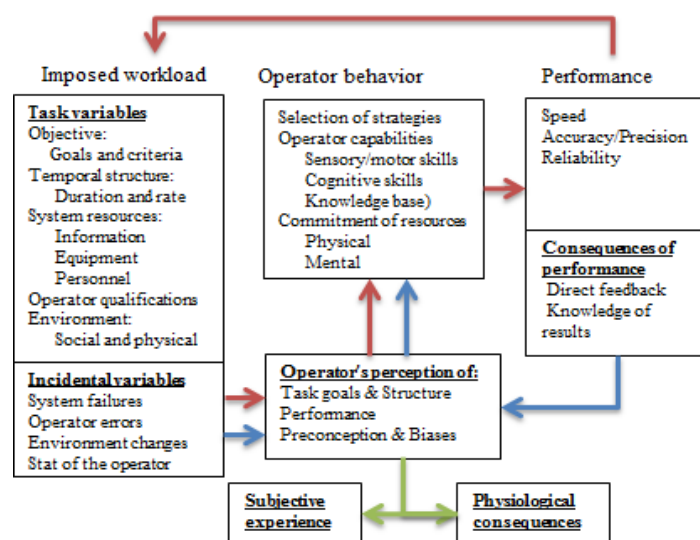 Imposed workload
Operator behavior
Performance
Task variables
Objective:
Goals and criteria
Temporal structure:
Duration and rate
System resources:
Information
Equipment
Personnel
Operator qualifications
Environment:
Social and physical
Incidental variables
System failures
Operator errors
Environment changes
Stat of the operator
Selection of strategies
Operator capabilities
Sensory/motor skills
Cognitive skills
Knowledge base)
Commitment of resources
Physical
Mental
Operator's perception of:
Task goals & Structure
Performance
Preconception & Biases
Speed
Accuracy/Precision
Reliability
Consequences of
performance
Direct feedback
Knowledge of
results
Subjective
experience
Physiological
consequences